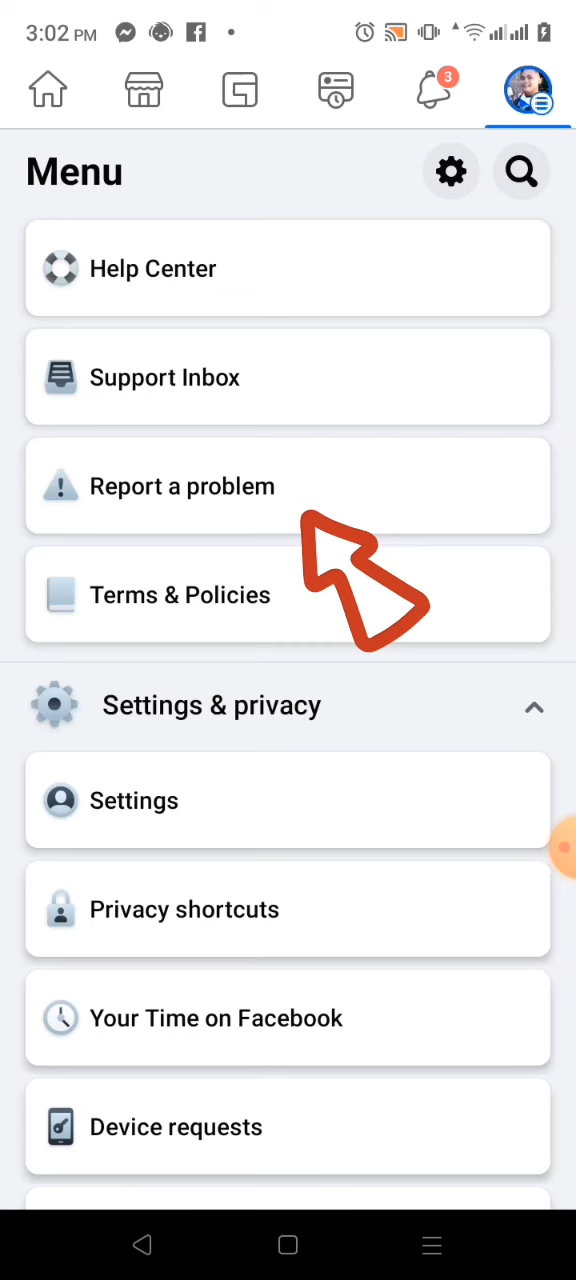 3:02 PM
3
Menu
Help Center
Support Inbox
Report a problem
Terms & Policies
Settings & privacy
Settings
Privacy shortcuts
Your Time on Facebook
Device requests